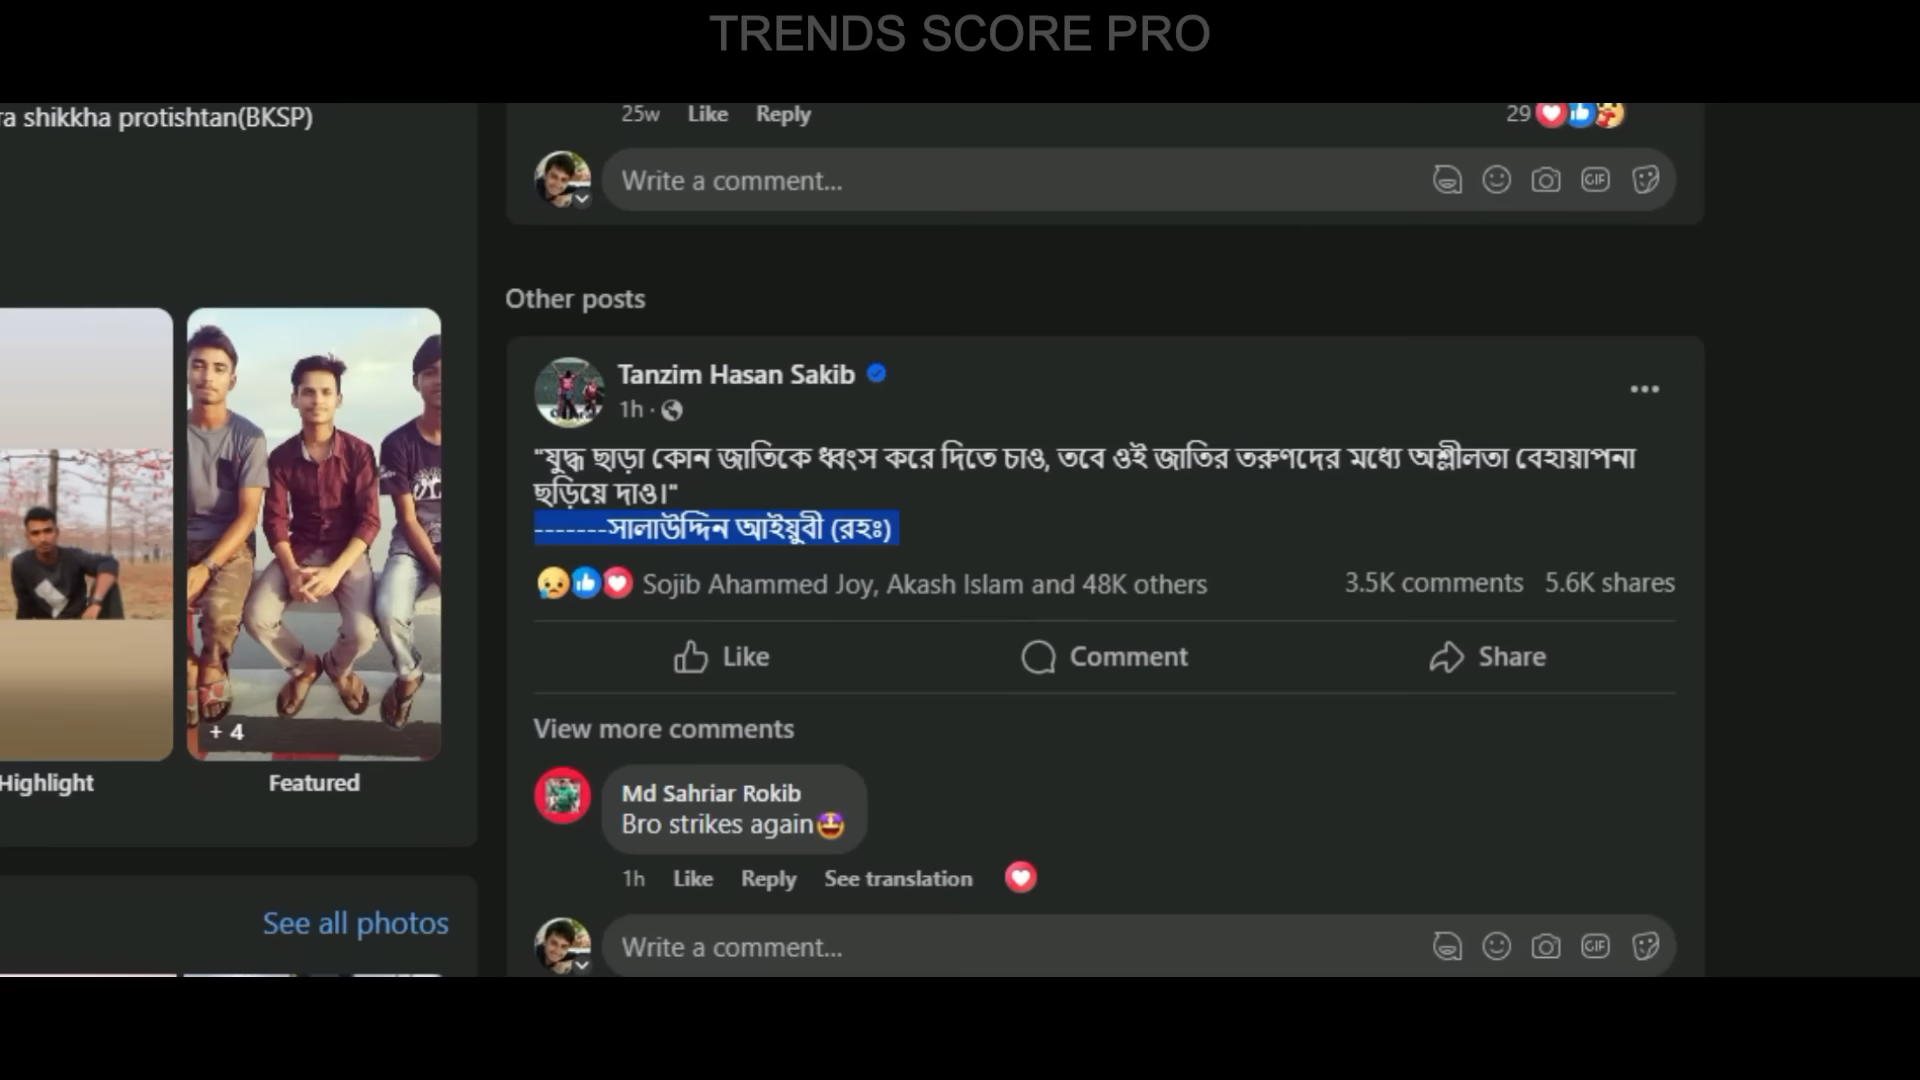 TRENDS SCORE PRO
ra shikkha protishtan(BKSP)
25w Like Reply 29
Write a comment...
GIF
Other posts
Tanzim Hasan Sakib
1h ·
"যুদ্ধ ছাড়া কোন জাতিকে ধ্বংস করে দিতে চাও, তবে ওই জাতির তরুণদের মধ্যে অশ্লীলতা বেহায়াপনা
ছড়িয়ে দাও।"
-------সালাউদ্দিন আইয়ুবী (রহঃ)
Sojib Ahammed Joy, Akash Islam and 48K others 3.5K comments 5.6K shares
Like Comment Share
View more comments
Md Sahriar Rokib
Bro strikes again
1h Like Reply See translation
Write a comment...
GIF
+ 4
Highlight Featured
See all photos